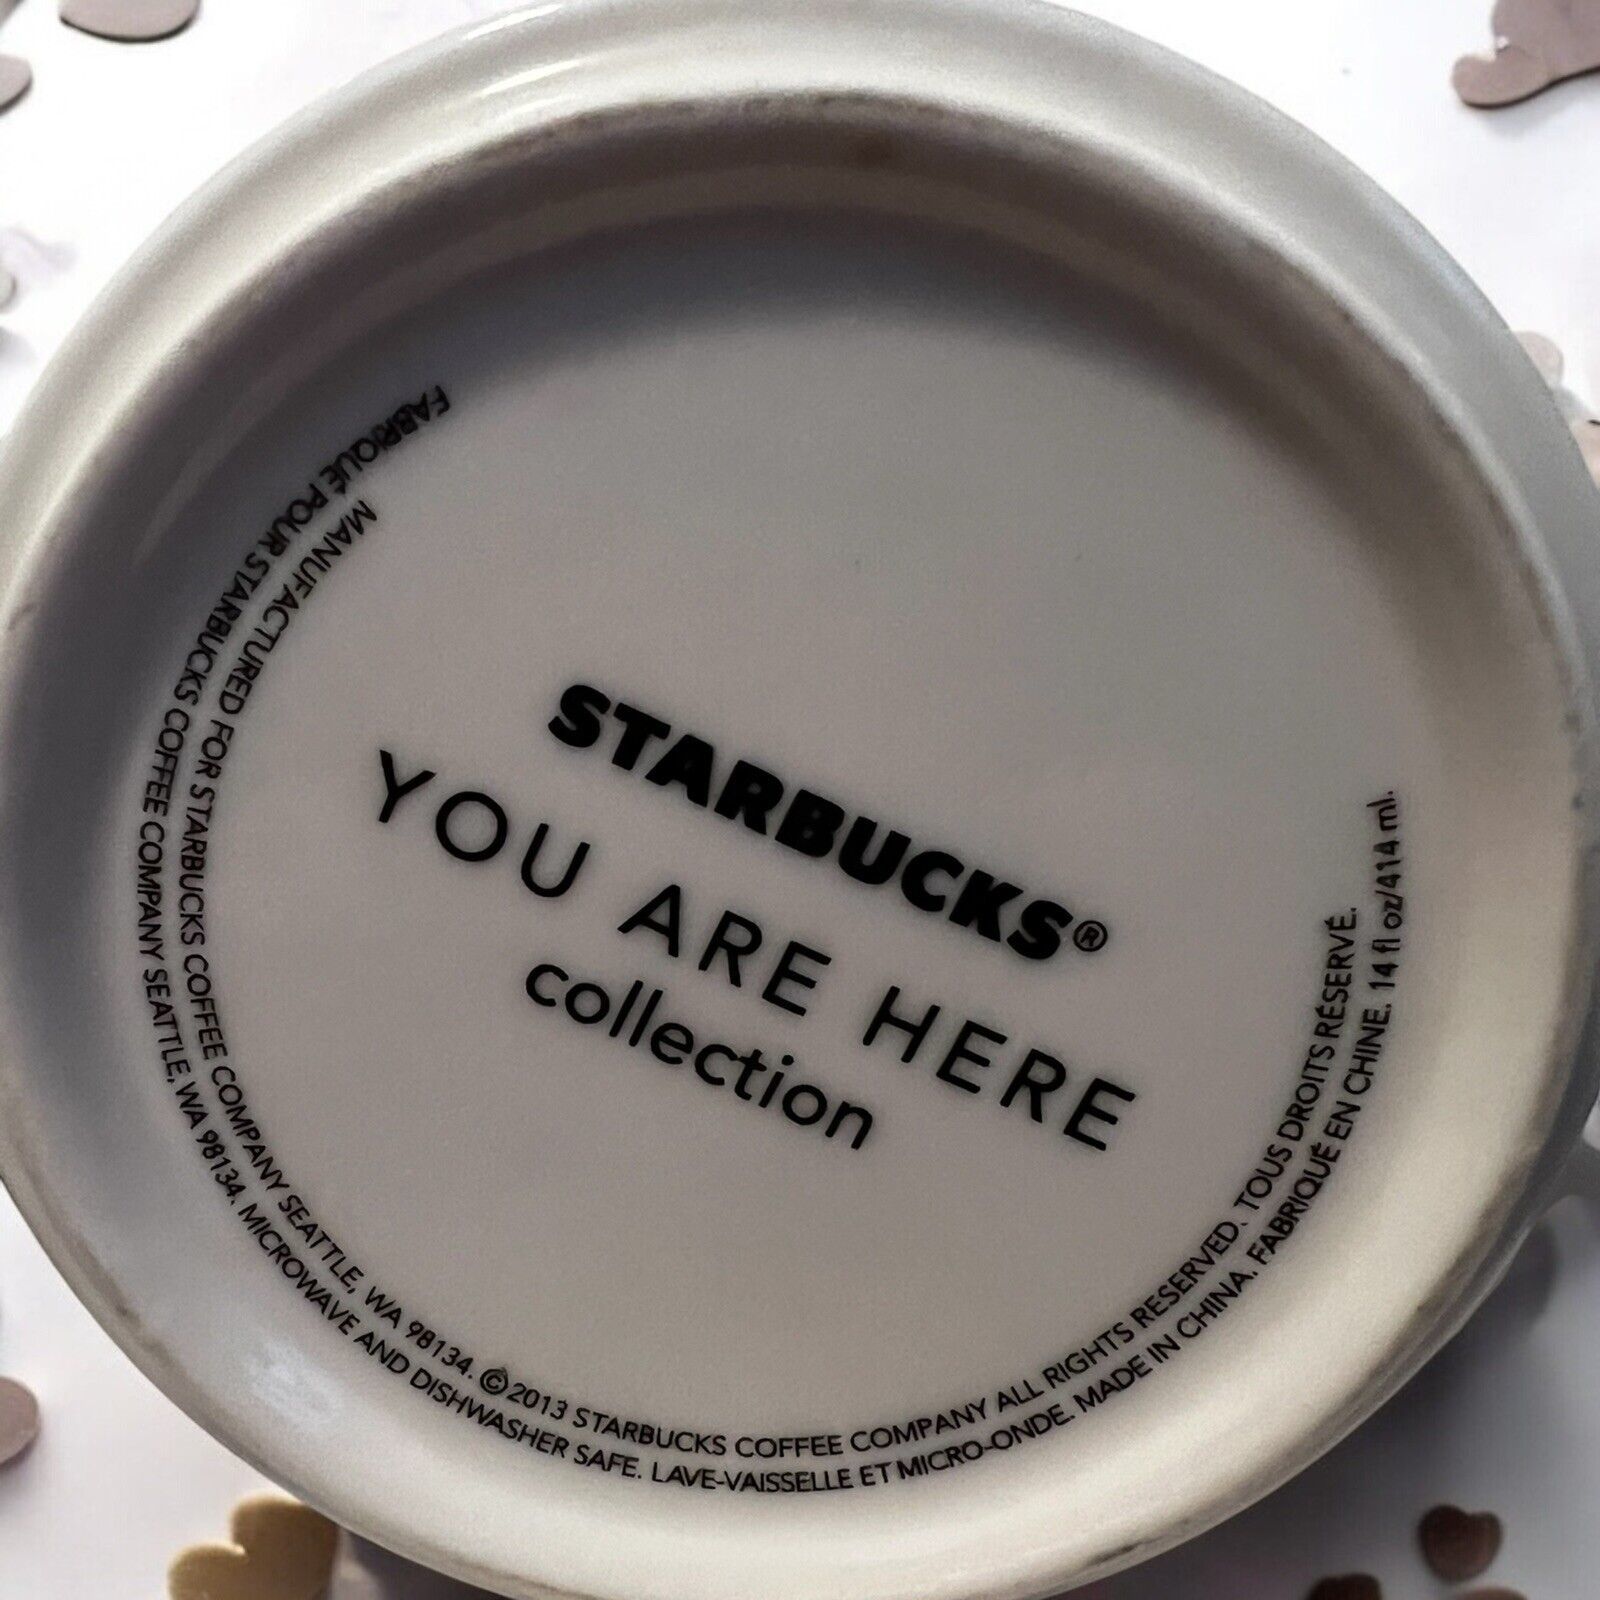 STARBUCKS®
YOU ARE HERE
collection
MANUFACTURED FOR STARBUCKS COFFEE COMPANY SEATTLE, WA 98134. ©2013 STARBUCKS COFFEE COMPANY ALL RIGHTS RESERVED. TOUS DROITS RÉSERVÉ.
FABRIQUÉ POUR STARBUCKS COFFEE COMPANY SEATTLE, WA 98134. MICROWAVE AND DISHWASHER SAFE. LAVE-VAISSELLE ET MICRO-ONDE. MADE IN CHINA. FABRIQUÉ EN CHINE. 14 fl oz/414 ml.